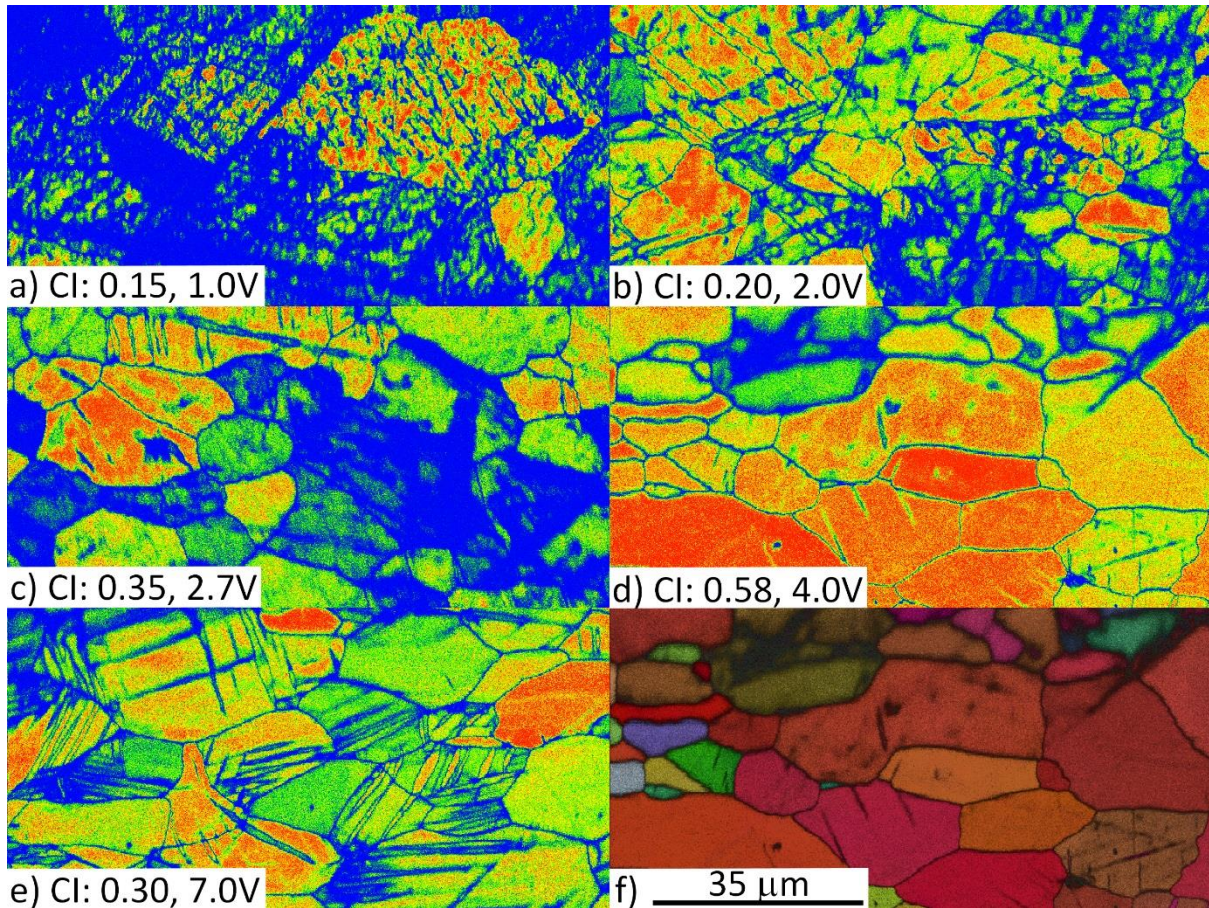 a) CI: 0.15, 1.0V
b) CI: 0.20, 2.0V
c) CI: 0.35, 2.7V
d) CI: 0.58, 4.0V
e) CI: 0.30, 7.0V
35 μm
f)